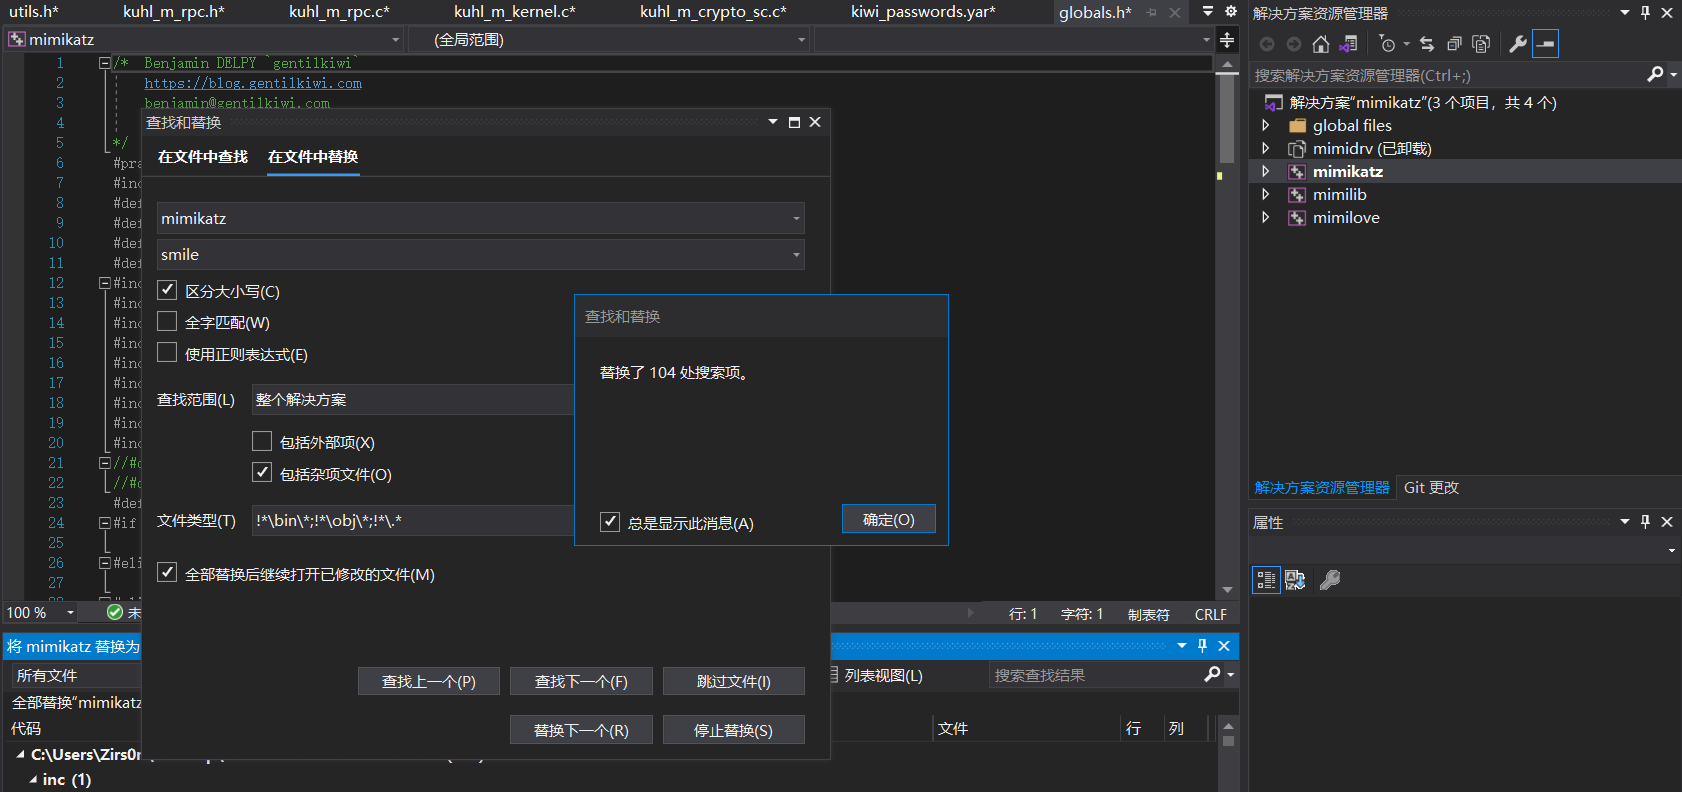 utils.h* kuhl_m_rpc.h* kuhl_m_rpc.c* kuhl_m_kernel.c* kuhl_m_crypto_sc.c* kiwi_passwords.yar* globals.h*
mimikatz (全局范围)
1 /* Benjamin DELPY `gentilkiwi`
2 https://blog.gentilkiwi.com
3 benjamin@gentilkiwi.com
4
5 */
6 #pra
7 #inc
8 #def
9 #def
10 #def
11 #def
12 #inc
13 #inc
14 #inc
15 #inc
16 #inc
17 #inc
18 #inc
19 #inc
20 #inc
21 //#d
22 //#d
23 #def
24 #if
25
26 #eli
27
100 % 未
行: 1 字符: 1 制表符 CRLF
查找和替换
在文件中查找 在文件中替换
mimikatz
smile
区分大小写(C)
全字匹配(W)
使用正则表达式(E)
查找范围(L) 整个解决方案
包括外部项(X)
包括杂项文件(O)
文件类型(T) !*\bin\*;!*\obj\*;!*\.*
全部替换后继续打开已修改的文件(M)
查找上一个(P) 查找下一个(F) 跳过文件(I)
替换下一个(R) 停止替换(S)
查找和替换
替换了 104 处搜索项。
总是显示此消息(A) 确定(O)
将 mimikatz 替换为
所有文件 列表视图(L) 搜索查找结果
全部替换"mimikatz
代码 文件 行 列
C:\Users\Zirs0
inc (1)
解决方案资源管理器
搜索解决方案资源管理器(Ctrl+;)
解决方案"mimikatz"(3 个项目，共 4 个)
global files
mimidrv (已卸载)
mimikatz
mimilib
mimilove
解决方案资源管理器 Git 更改
属性